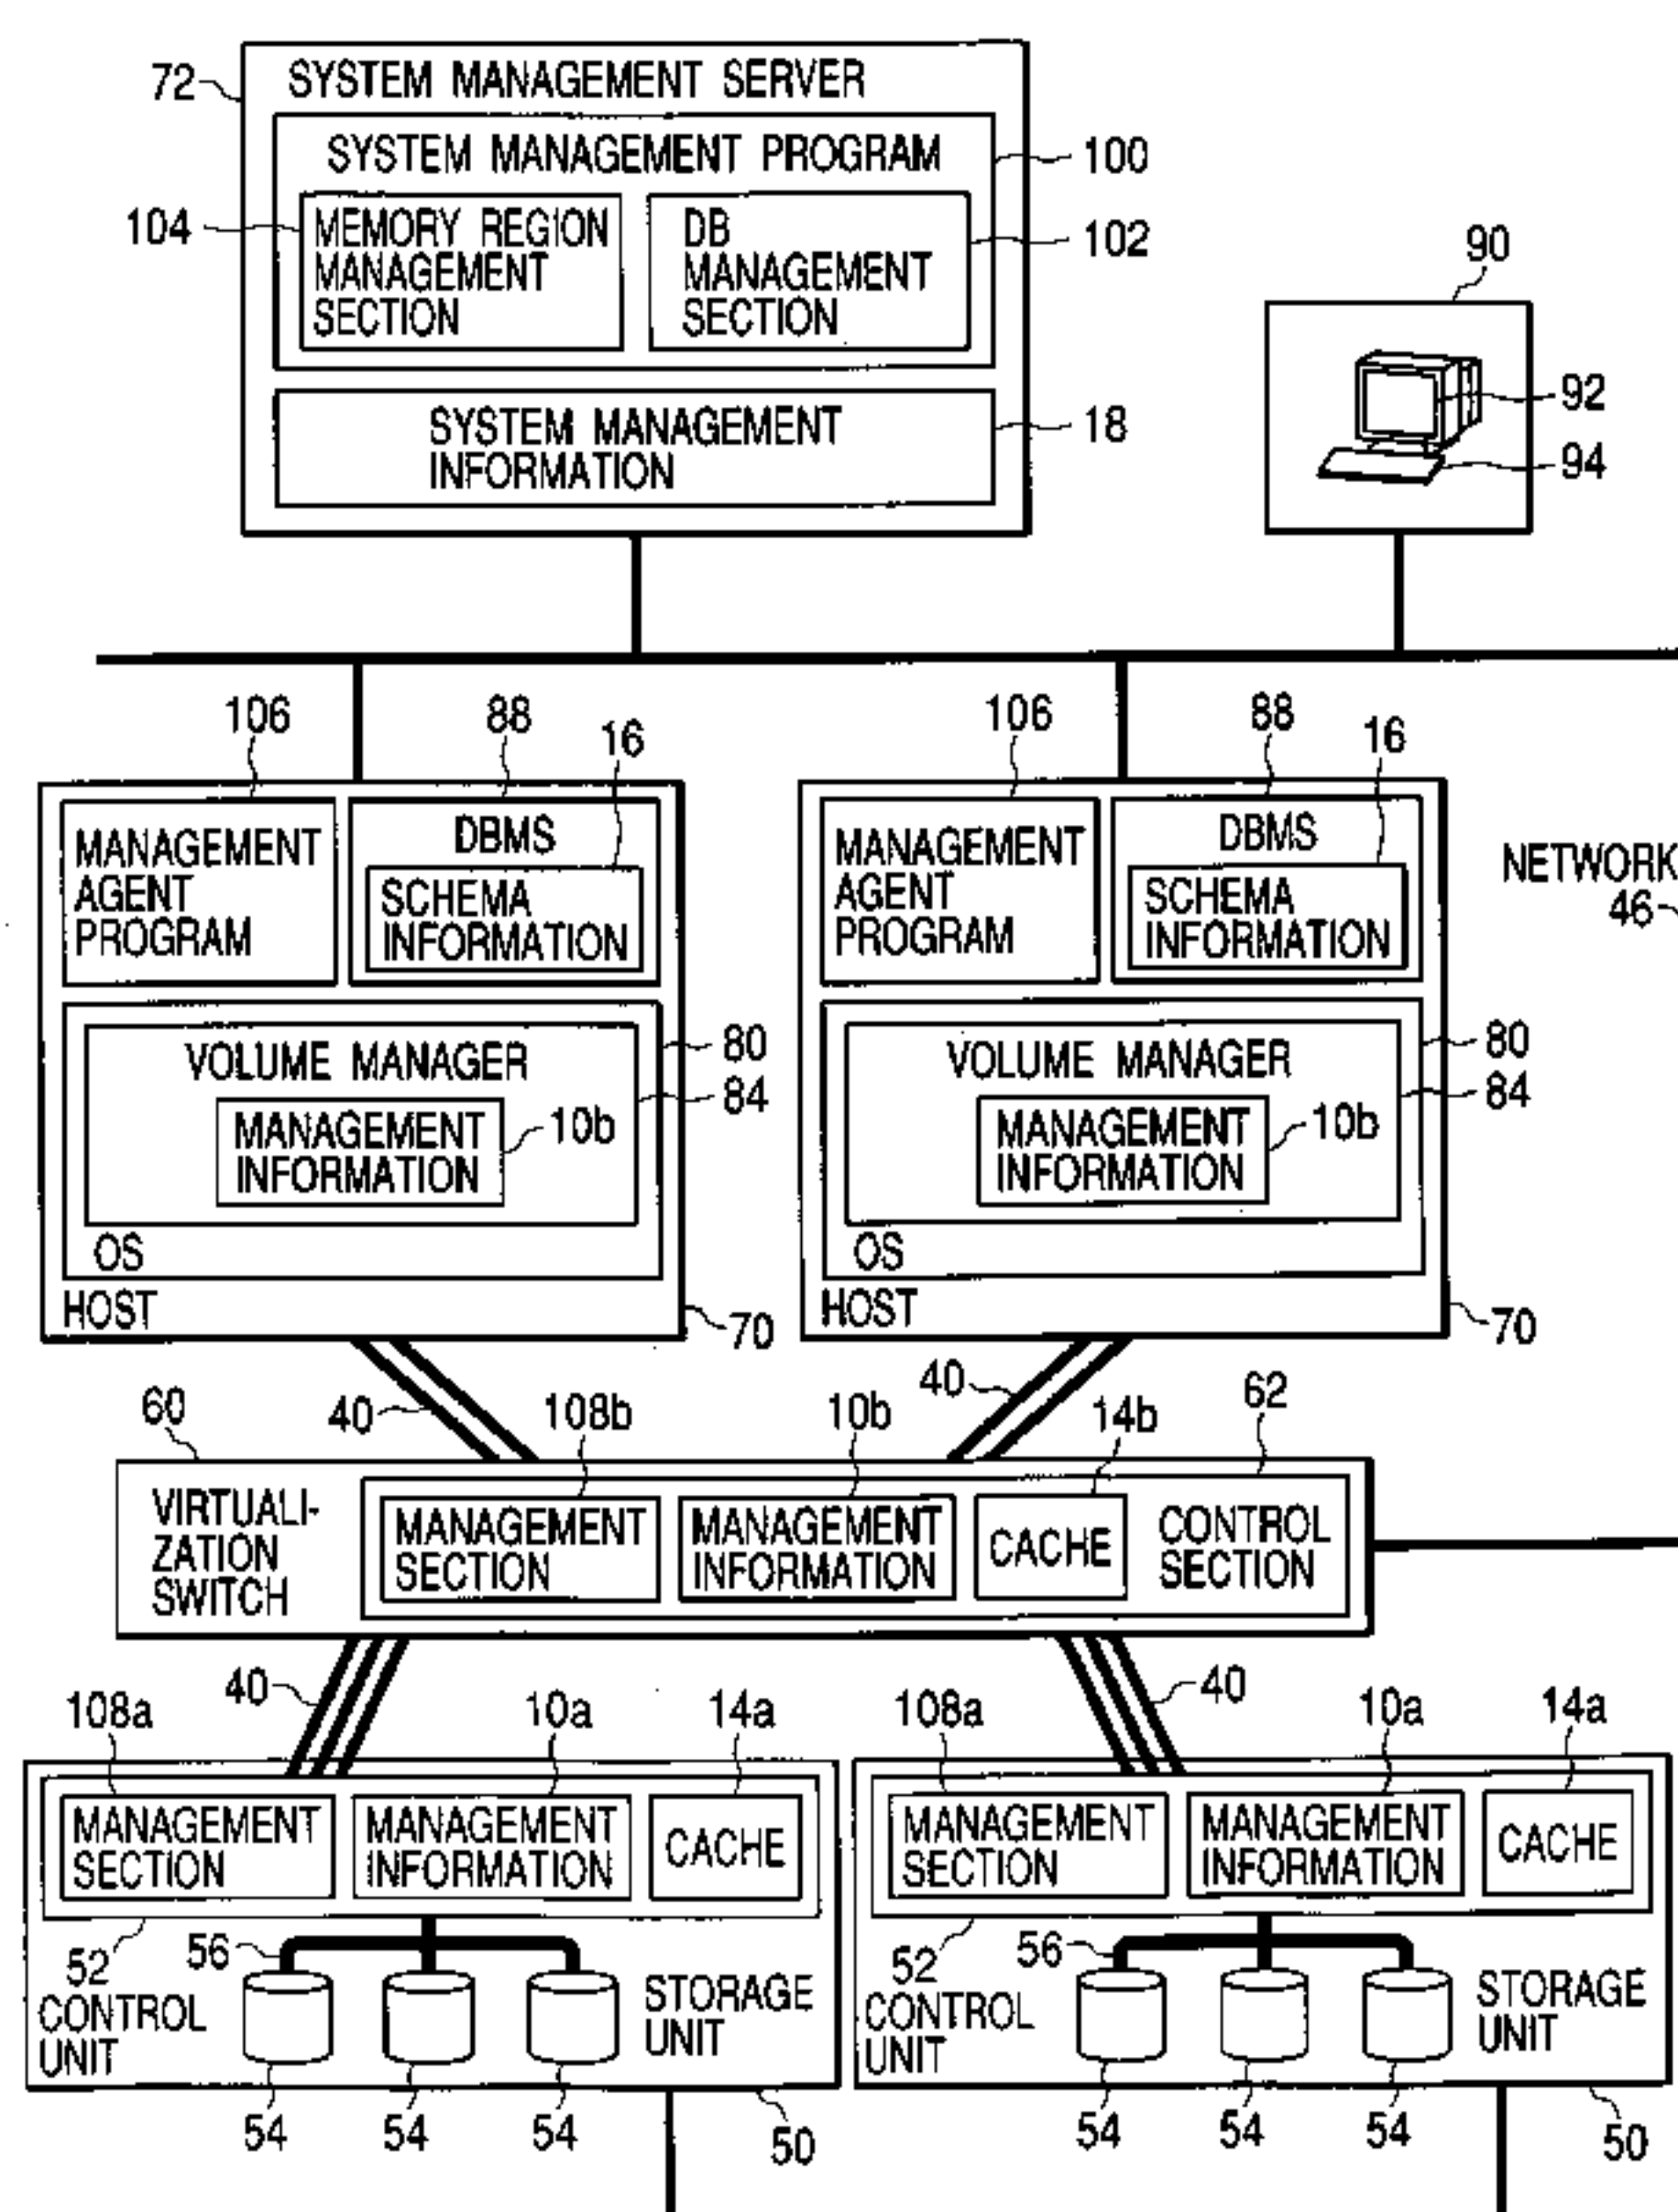 72
SYSTEM MANAGEMENT SERVER
SYSTEM MANAGEMENT PROGRAM
100
104
MEMORY REGION
MANAGEMENT
SECTION
DB
MANAGEMENT
SECTION
102
SYSTEM MANAGEMENT
INFORMATION
18
90
92
94
106
88
16
MANAGEMENT
AGENT
PROGRAM
DBMS
SCHEMA
INFORMATION
VOLUME MANAGER
MANAGEMENT
INFORMATION
10b
80
84
OS
HOST
70
106
88
16
MANAGEMENT
AGENT
PROGRAM
DBMS
SCHEMA
INFORMATION
VOLUME MANAGER
MANAGEMENT
INFORMATION
10b
80
84
OS
HOST
70
NETWORK
46
40
40
60
108b
10b
14b
62
VIRTUALI-
ZATION
SWITCH
MANAGEMENT
SECTION
MANAGEMENT
INFORMATION
CACHE
CONTROL
SECTION
40
40
108a
10a
14a
MANAGEMENT
SECTION
MANAGEMENT
INFORMATION
CACHE
52
56
CONTROL
UNIT
STORAGE
UNIT
54
54
54
50
108a
10a
14a
MANAGEMENT
SECTION
MANAGEMENT
INFORMATION
CACHE
52
56
CONTROL
UNIT
STORAGE
UNIT
54
54
54
50